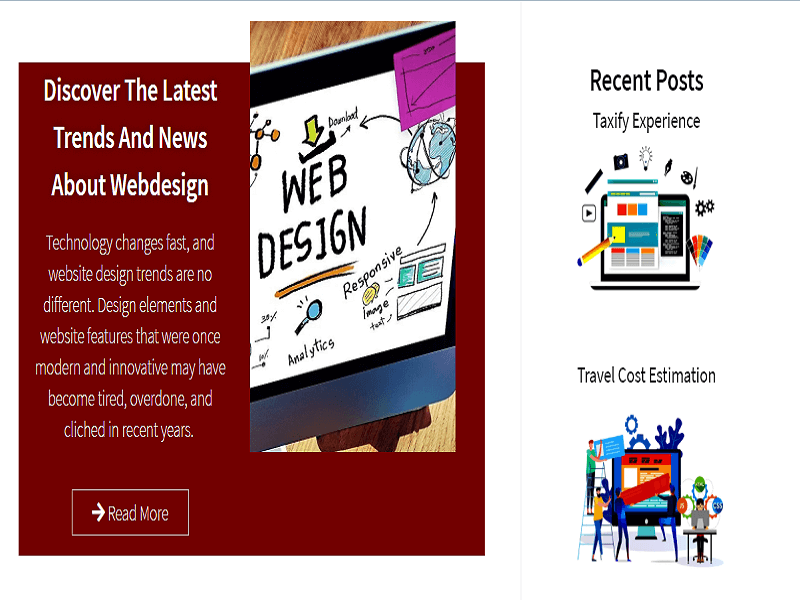 Discover The Latest
Trends And News
About Webdesign
Technology changes fast, and
website design trends are no
different. Design elements and
website features that were once
modern and innovative may have
become tired, overdone, and
cliched in recent years.
Read More
Download
WEB
DESIGN
Responsive
Image
text
Analytics
Recent Posts
Taxify Experience
Travel Cost Estimation
JS
CSS